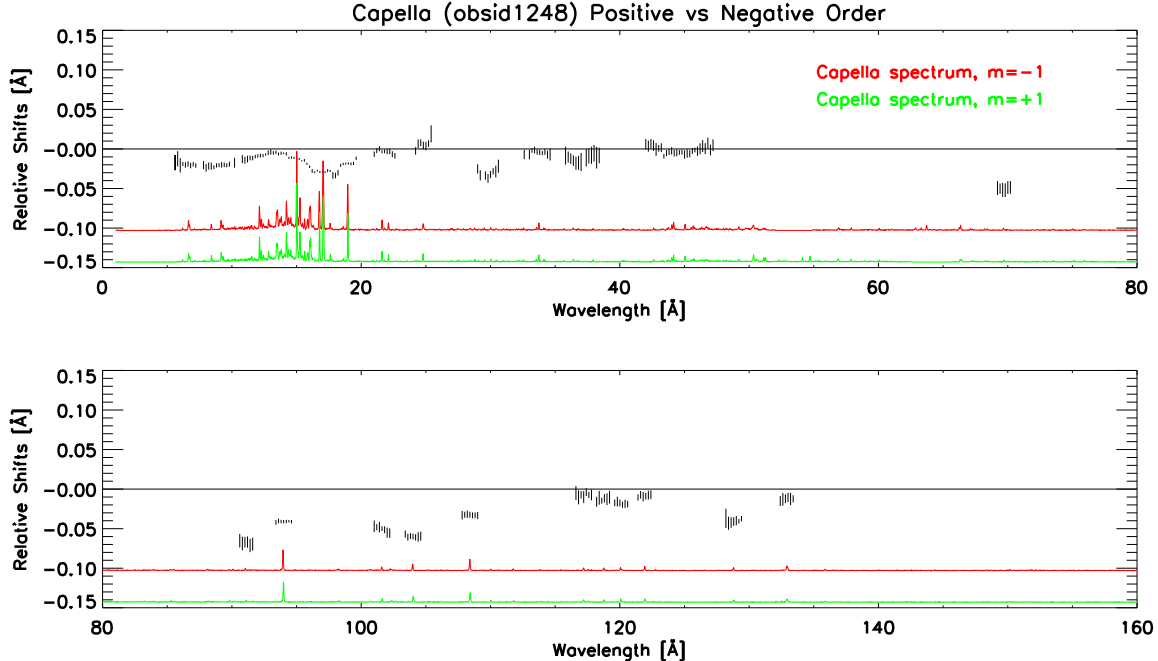 Capella (obsid1248) Positive vs Negative Order
0.15
0.10
0.05
-0.00
-0.05
-0.10
-0.15
Relative Shifts [Å]
Capella spectrum, m=-1
Capella spectrum, m=+1
0 20 40 60 80
Wavelength [Å]
0.15
0.10
0.05
-0.00
-0.05
-0.10
-0.15
Relative Shifts [Å]
80 100 120 140 160
Wavelength [Å]